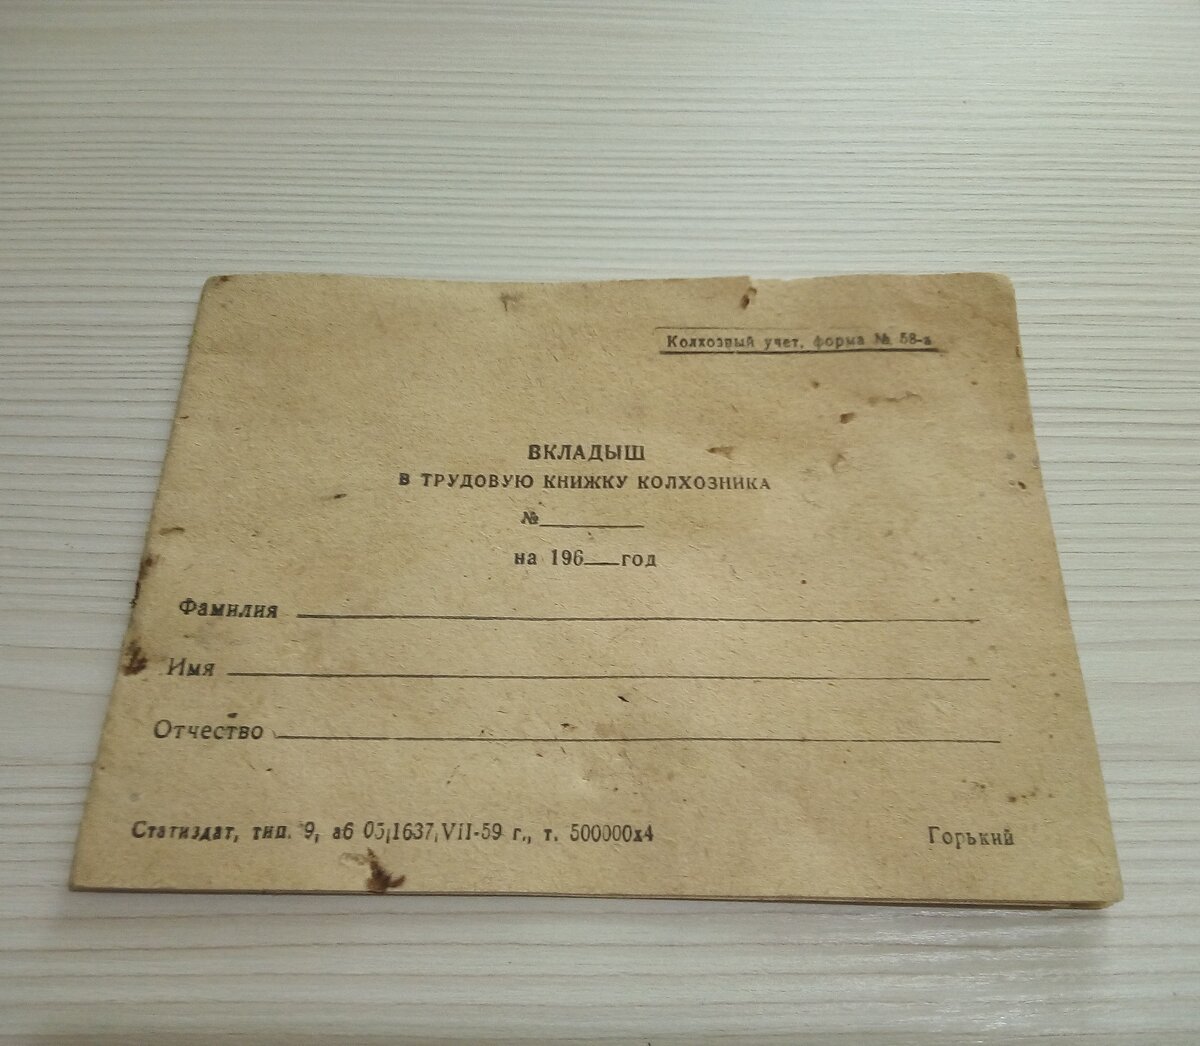 Колхозный учет, форма № 58-а
ВКЛАДЫШ
В ТРУДОВУЮ КНИЖКУ КОЛХОЗНИКА
№
на 196 год
Фамилия
Имя
Отчество
Статиздат, тип. 9, аб 05,1637,VII-59 г., т. 500000х4
Горький